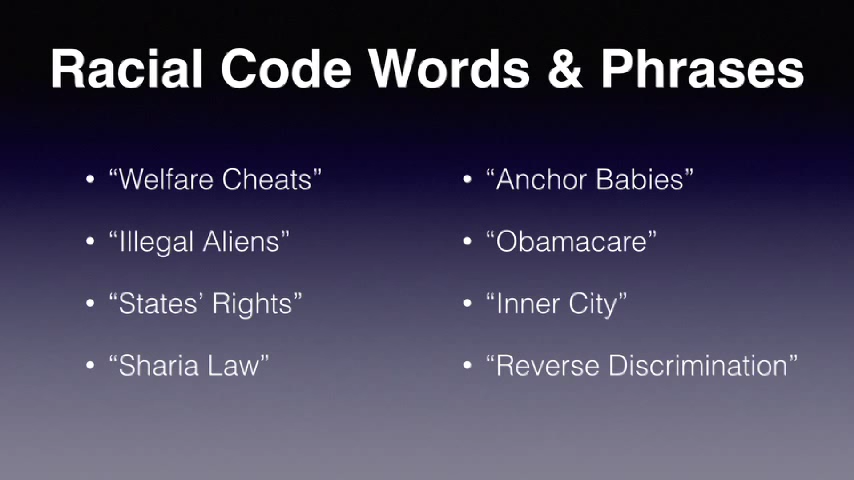 Racial Code Words & Phrases
• “Welfare Cheats”
• “Illegal Aliens”
• “States’ Rights”
• “Sharia Law”
• “Anchor Babies”
• “Obamacare”
• “Inner City”
• “Reverse Discrimination”